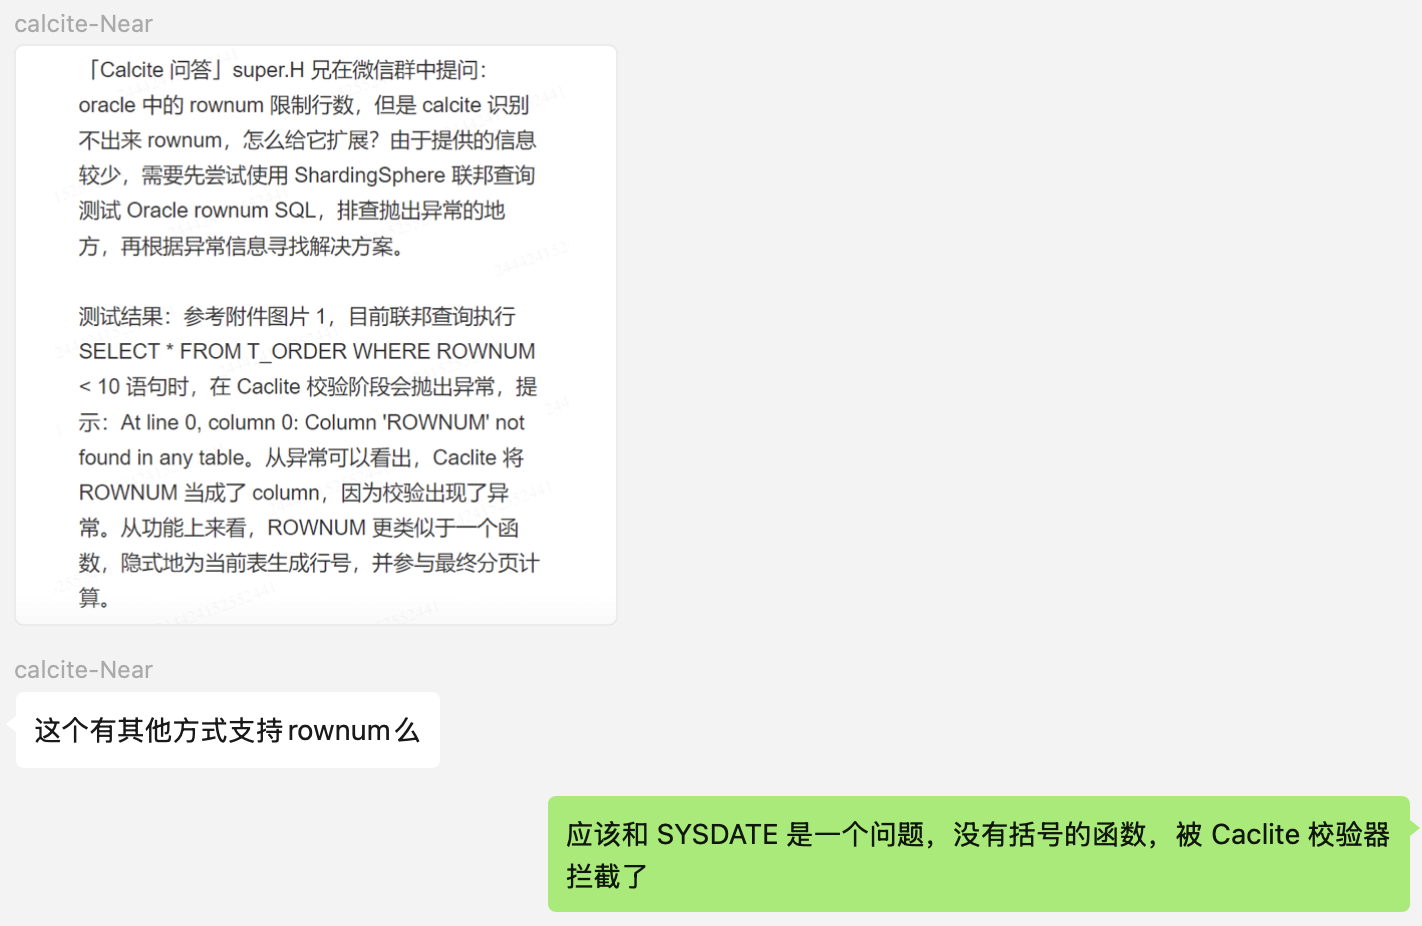 calcite-Near
「Calcite 问答」super.H 兄在微信群中提问：
oracle 中的 rownum 限制行数，但是 calcite 识别
不出来 rownum，怎么给它扩展？由于提供的信息
较少，需要先尝试使用 ShardingSphere 联邦查询
测试 Oracle rownum SQL，排查抛出异常的地
方，再根据异常信息寻找解决方案。
测试结果：参考附件图片 1，目前联邦查询执行
SELECT * FROM T_ORDER WHERE ROWNUM
< 10 语句时，在 Caclite 校验阶段会抛出异常，提
示：At line 0, column 0: Column 'ROWNUM' not
found in any table。从异常可以看出，Caclite 将
ROWNUM 当成了 column，因为校验出现了异
常。从功能上来看，ROWNUM 更类似于一个函
数，隐式地为当前表生成行号，并参与最终分页计
算。
calcite-Near
这个有其他方式支持rownum么
应该和 SYSDATE 是一个问题，没有括号的函数，被 Caclite 校验器
拦截了